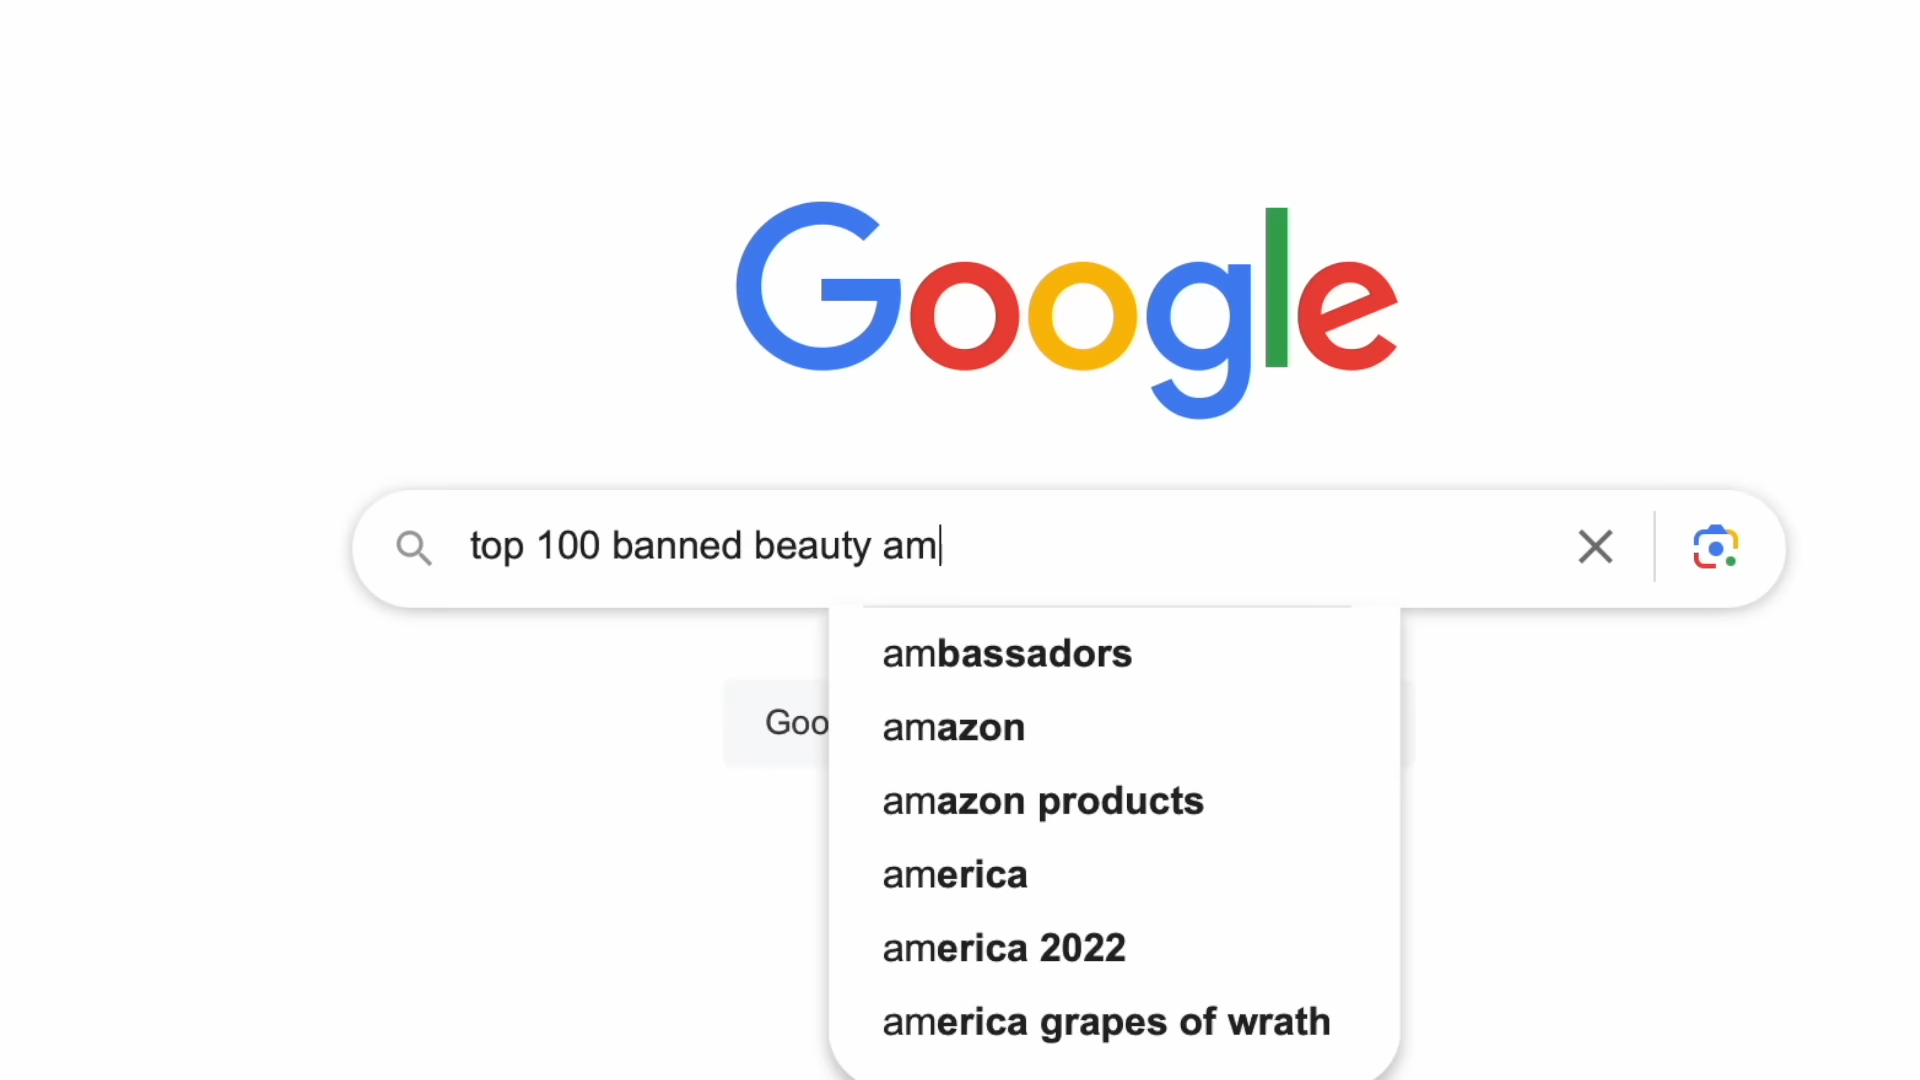 Google
top 100 banned beauty am
ambassadors
Goo
amazon
amazon products
america
america 2022
america grapes of wrath